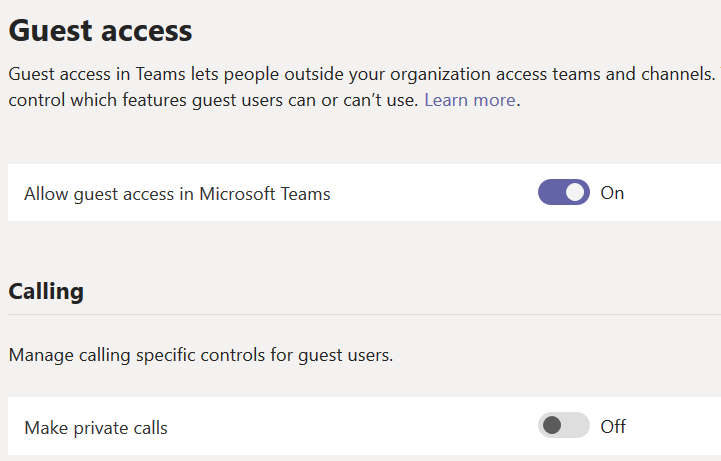 Guest access
Guest access in Teams lets people outside your organization access teams and channels.
control which features guest users can or can't use. Learn more.
Allow guest access in Microsoft Teams On
Calling
Manage calling specific controls for guest users.
Make private calls Off